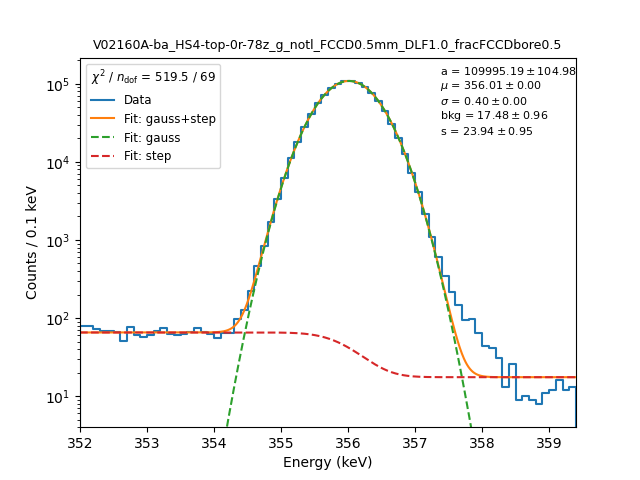 V02160A-ba_HS4-top-0r-78z_g_notl_FCCD0.5mm_DLF1.0_fracFCCDbore0.5
χ² / n_dof = 519.5 / 69
Data
Fit: gauss+step
Fit: gauss
Fit: step
a = 109995.19 ± 104.98
μ = 356.01 ± 0.00
σ = 0.40 ± 0.00
bkg = 17.48 ± 0.96
s = 23.94 ± 0.95
Counts / 0.1 keV
10⁵
10⁴
10³
10²
10¹
352 353 354 355 356 357 358 359
Energy (keV)